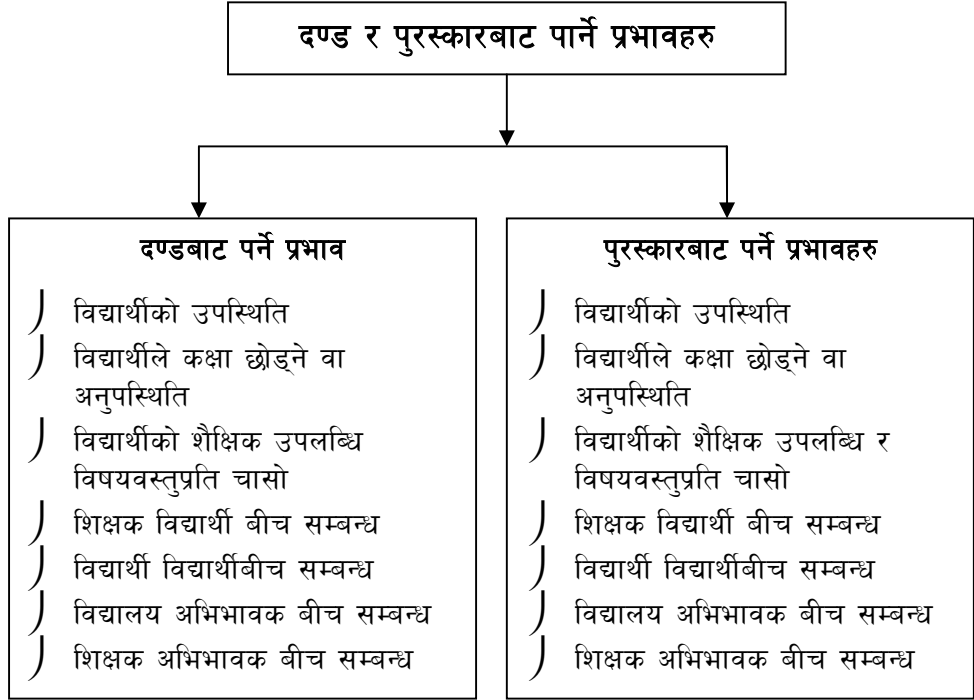 दण्ड र पुरस्कारबाट पार्ने प्रभावहरु
दण्डबाट पर्ने प्रभाव
विद्यार्थीको उपस्थिति
विद्यार्थीले कक्षा छोड्ने वा
अनुपस्थिति
विद्यार्थीको शैक्षिक उपलब्धि
विषयवस्तुप्रति चासो
शिक्षक विद्यार्थी बीच सम्बन्ध
विद्यार्थी विद्यार्थीबीच सम्बन्ध
विद्यालय अभिभावक बीच सम्बन्ध
शिक्षक अभिभावक बीच सम्बन्ध
पुरस्कारबाट पर्ने प्रभावहरु
विद्यार्थीको उपस्थिति
विद्यार्थीले कक्षा छोड्ने वा
अनुपस्थिति
विद्यार्थीको शैक्षिक उपलब्धि र
विषयवस्तुप्रति चासो
शिक्षक विद्यार्थी बीच सम्बन्ध
विद्यार्थी विद्यार्थीबीच सम्बन्ध
विद्यालय अभिभावक बीच सम्बन्ध
शिक्षक अभिभावक बीच सम्बन्ध